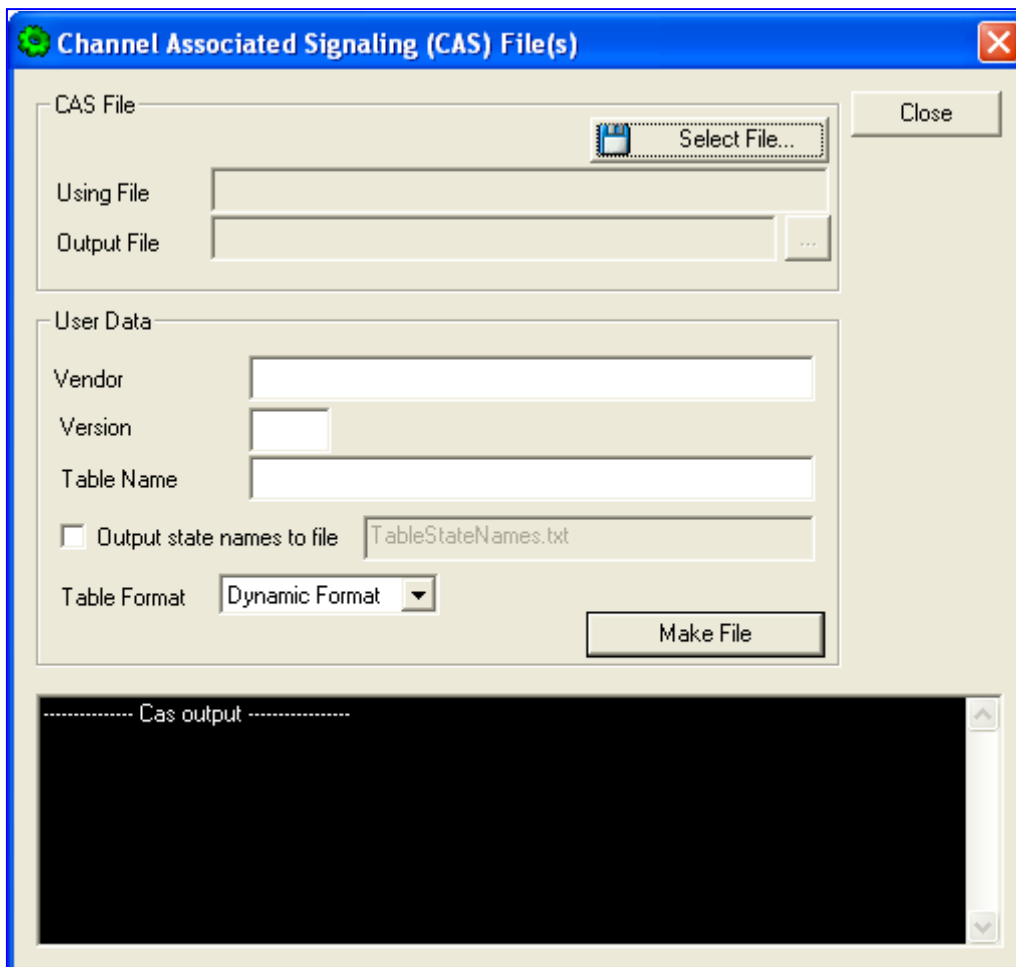 Channel Associated Signaling (CAS) File(s)
CAS File
Close
Select File...
Using File
Output File
...
User Data
Vendor
Version
Table Name
Output state names to file TableStateNames.txt
Table Format Dynamic Format
Make File
--------------- Cas output -----------------